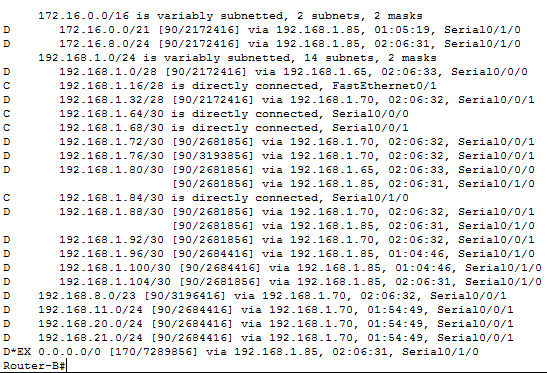 172.16.0.0/16 is variably subnetted, 2 subnets, 2 masks
D 172.16.0.0/21 [90/2172416] via 192.168.1.85, 01:05:19, Serial0/1/0
D 172.16.8.0/24 [90/2172416] via 192.168.1.85, 02:06:31, Serial0/1/0
192.168.1.0/24 is variably subnetted, 14 subnets, 2 masks
D 192.168.1.0/28 [90/2172416] via 192.168.1.65, 02:06:33, Serial0/0/0
C 192.168.1.16/28 is directly connected, FastEthernet0/1
D 192.168.1.32/28 [90/2172416] via 192.168.1.70, 02:06:32, Serial0/0/1
C 192.168.1.64/30 is directly connected, Serial0/0/0
C 192.168.1.68/30 is directly connected, Serial0/0/1
D 192.168.1.72/30 [90/2681856] via 192.168.1.70, 02:06:32, Serial0/0/1
D 192.168.1.76/30 [90/3193856] via 192.168.1.70, 02:06:32, Serial0/0/1
D 192.168.1.80/30 [90/2681856] via 192.168.1.65, 02:06:33, Serial0/0/0
[90/2681856] via 192.168.1.85, 02:06:31, Serial0/1/0
C 192.168.1.84/30 is directly connected, Serial0/1/0
D 192.168.1.88/30 [90/2681856] via 192.168.1.70, 02:06:32, Serial0/0/1
[90/2681856] via 192.168.1.85, 02:06:31, Serial0/1/0
D 192.168.1.92/30 [90/2681856] via 192.168.1.70, 02:06:32, Serial0/0/1
D 192.168.1.96/30 [90/2684416] via 192.168.1.85, 01:04:46, Serial0/1/0
D 192.168.1.100/30 [90/2684416] via 192.168.1.85, 01:04:46, Serial0/1/0
D 192.168.1.104/30 [90/2681856] via 192.168.1.85, 02:06:31, Serial0/1/0
D 192.168.8.0/23 [90/3196416] via 192.168.1.70, 02:06:32, Serial0/0/1
D 192.168.11.0/24 [90/2684416] via 192.168.1.70, 01:54:49, Serial0/0/1
D 192.168.20.0/24 [90/2684416] via 192.168.1.70, 01:54:49, Serial0/0/1
D 192.168.21.0/24 [90/2684416] via 192.168.1.70, 01:54:49, Serial0/0/1
D*EX 0.0.0.0/0 [170/7289856] via 192.168.1.85, 02:06:31, Serial0/1/0
Router-B#